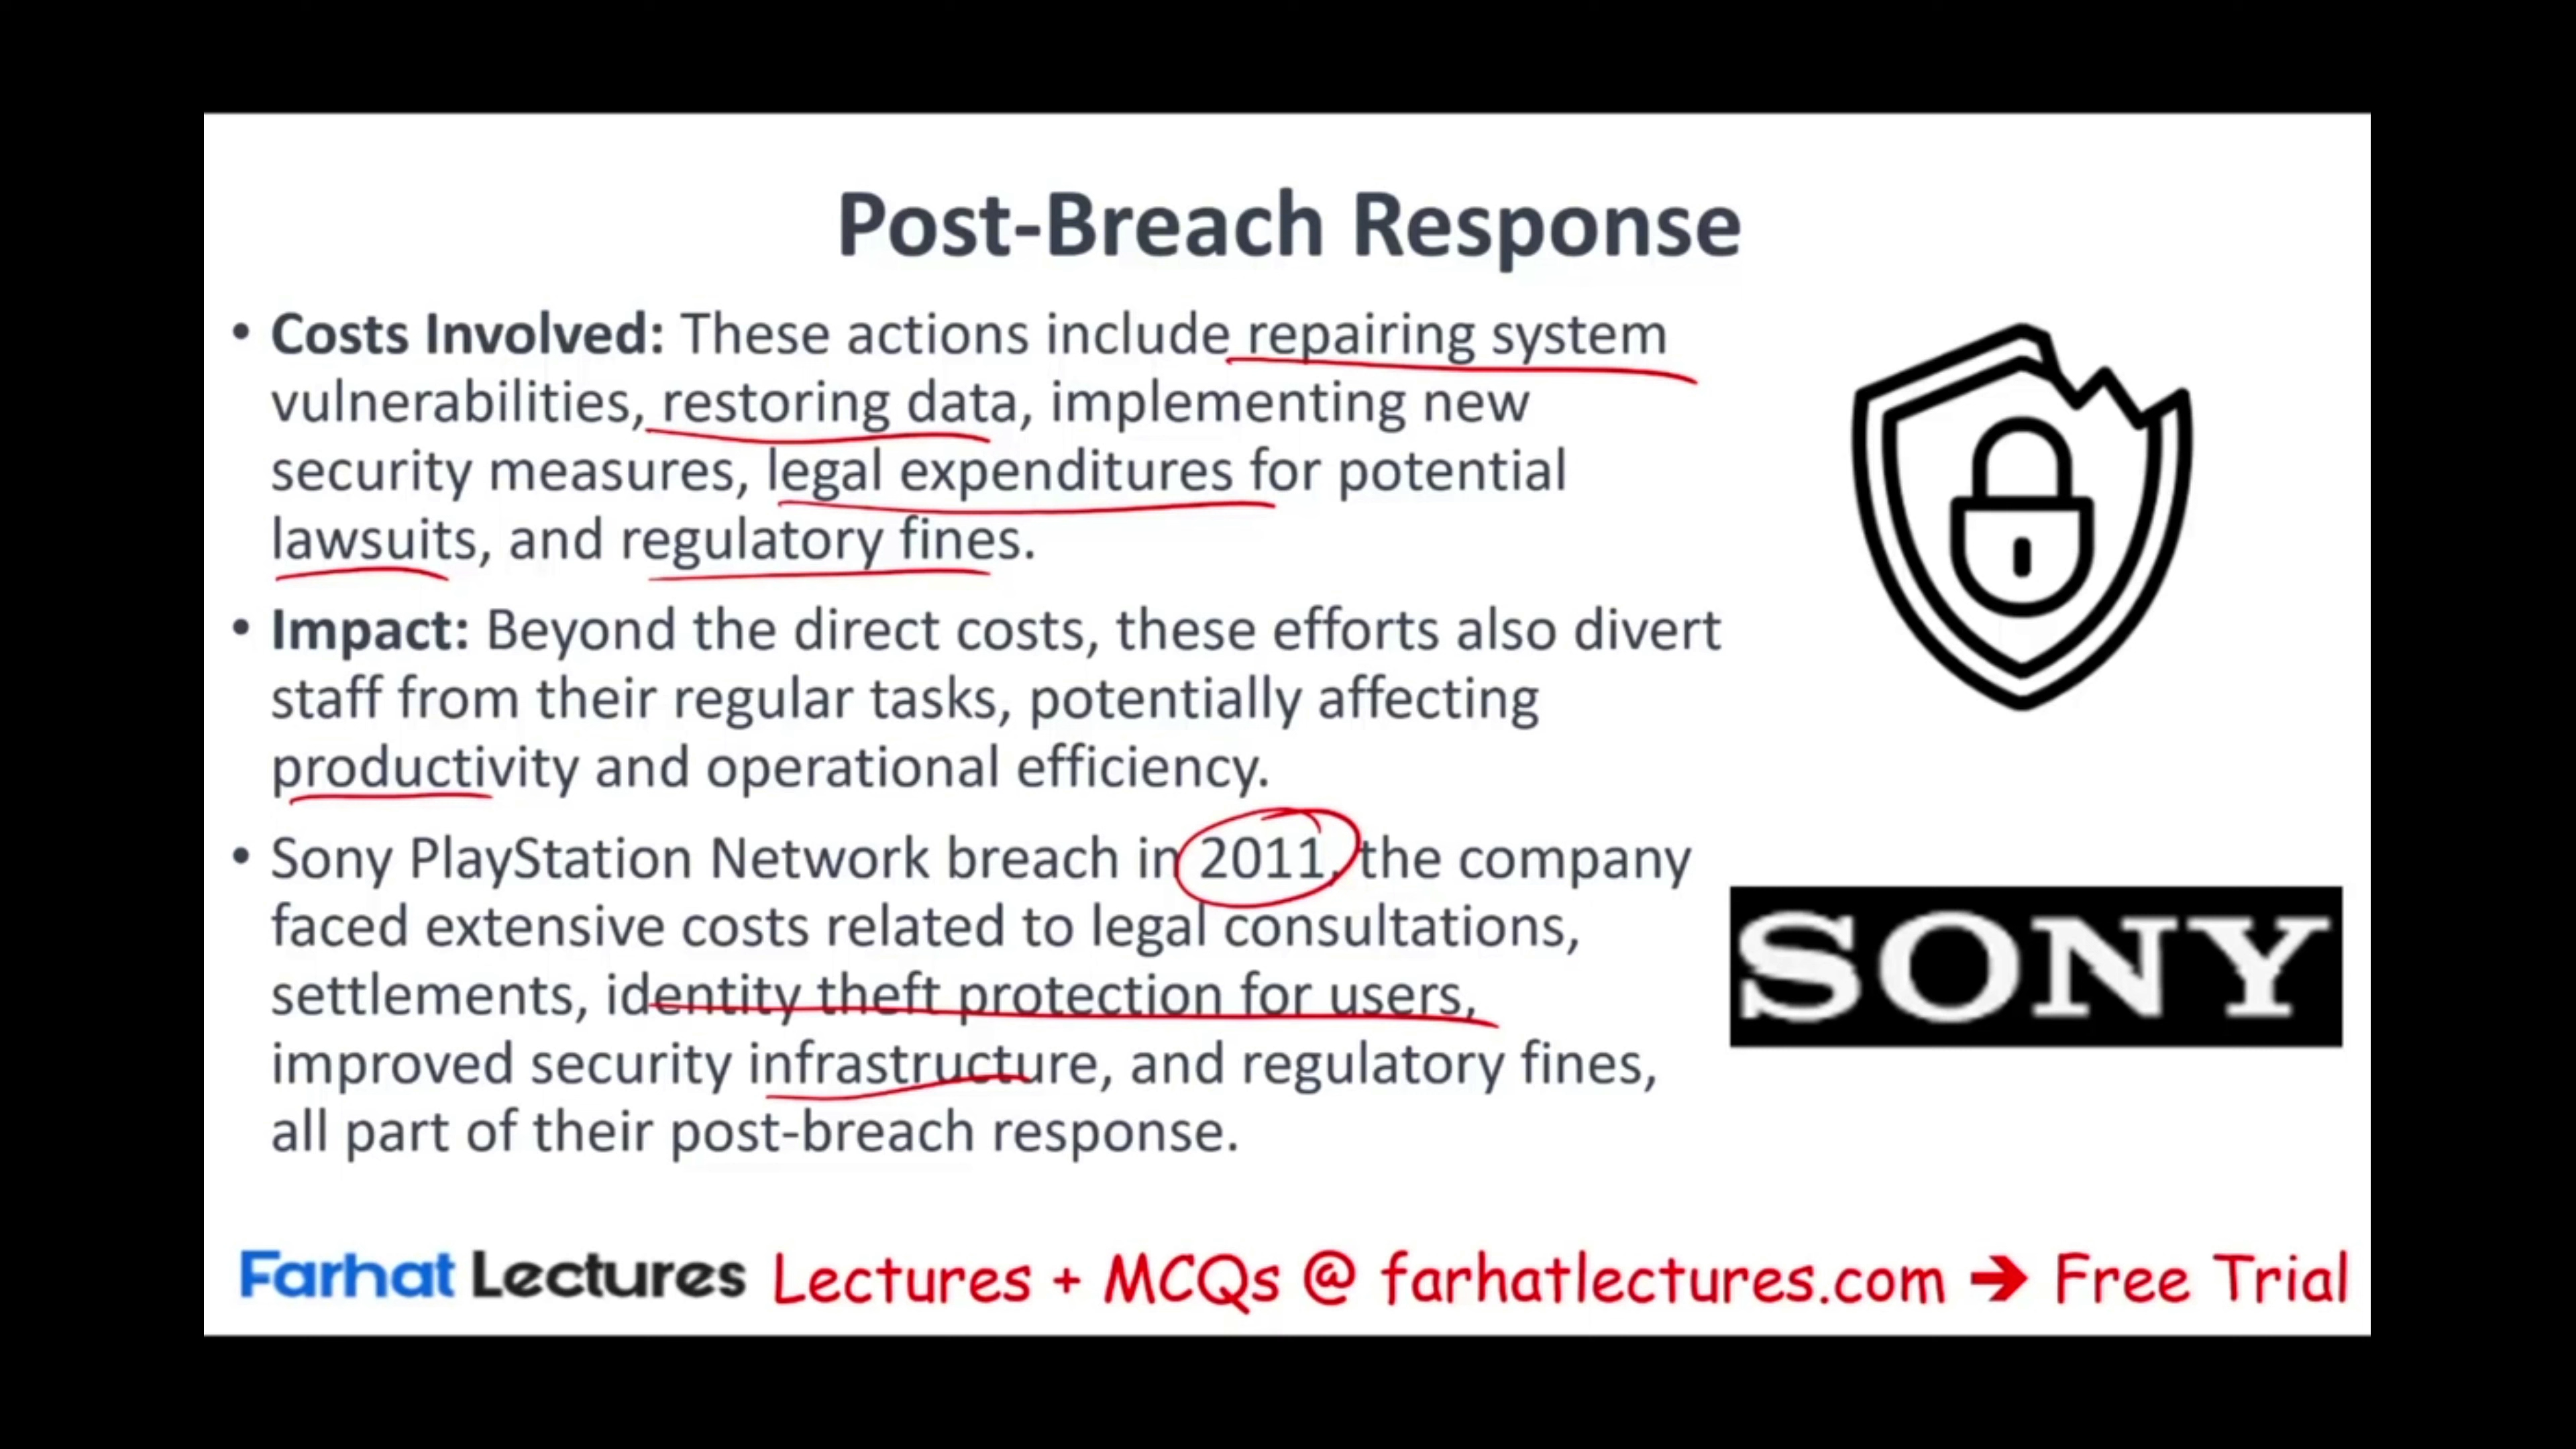 Post-Breach Response
• Costs Involved: These actions include repairing system
vulnerabilities, restoring data, implementing new
security measures, legal expenditures for potential
lawsuits, and regulatory fines.
• Impact: Beyond the direct costs, these efforts also divert
staff from their regular tasks, potentially affecting
productivity and operational efficiency.
• Sony PlayStation Network breach in 2011, the company
faced extensive costs related to legal consultations,
settlements, identity theft protection for users,
improved security infrastructure, and regulatory fines,
all part of their post-breach response.
SONY
Farhat Lectures Lectures + MCQs @ farhatlectures.com ➔ Free Trial